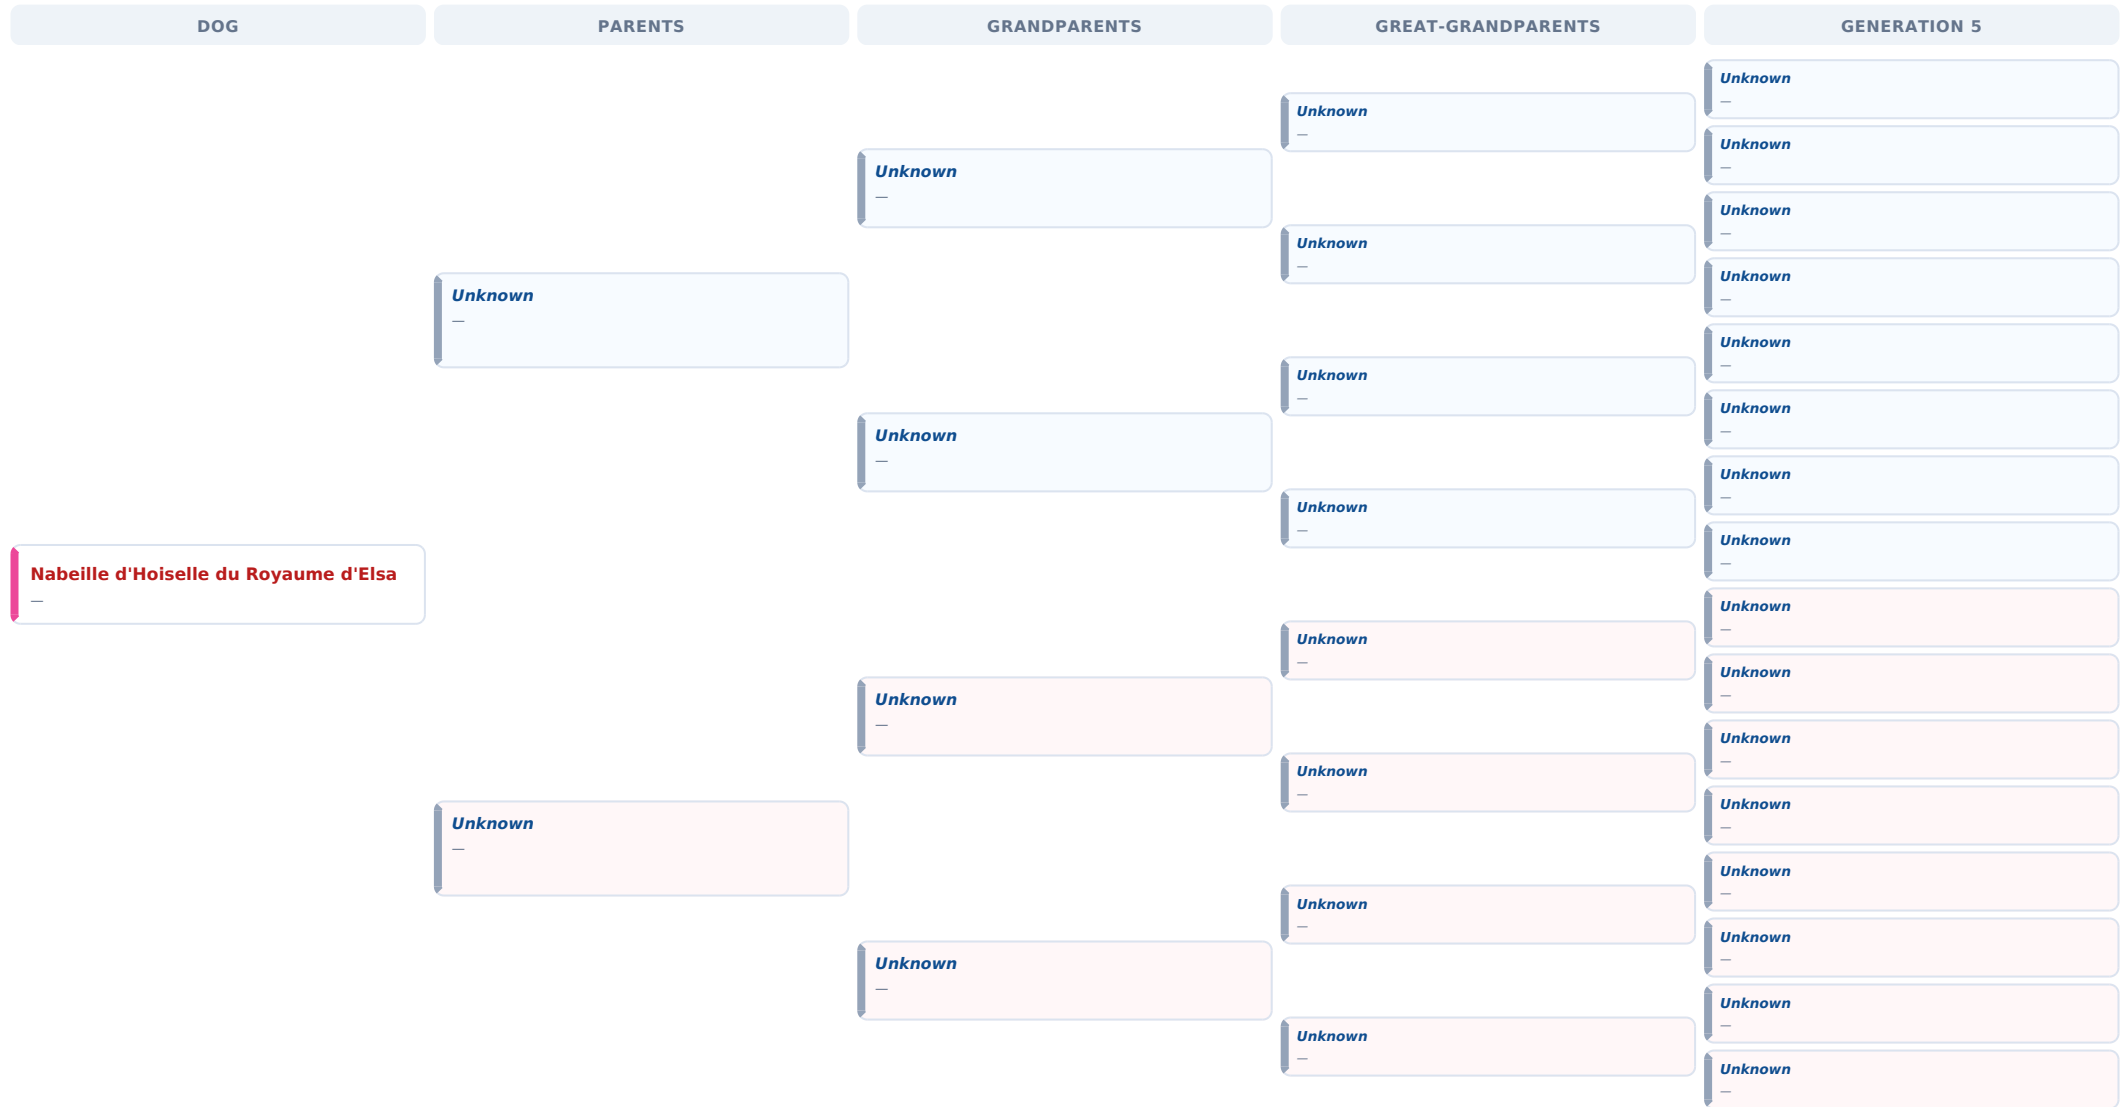 DOG
PARENTS
GRANDPARENTS
GREAT-GRANDPARENTS
GENERATION 5
Nabeille d'Hoiselle du Royaume d'Elsa
—
Unknown
—
Unknown
—
Unknown
—
Unknown
—
Unknown
—
Unknown
—
Unknown
—
Unknown
—
Unknown
—
Unknown
—
Unknown
—
Unknown
—
Unknown
—
Unknown
—
Unknown
—
Unknown
—
Unknown
—
Unknown
—
Unknown
—
Unknown
—
Unknown
—
Unknown
—
Unknown
—
Unknown
—
Unknown
—
Unknown
—
Unknown
—
Unknown
—
Unknown
—
Unknown
—